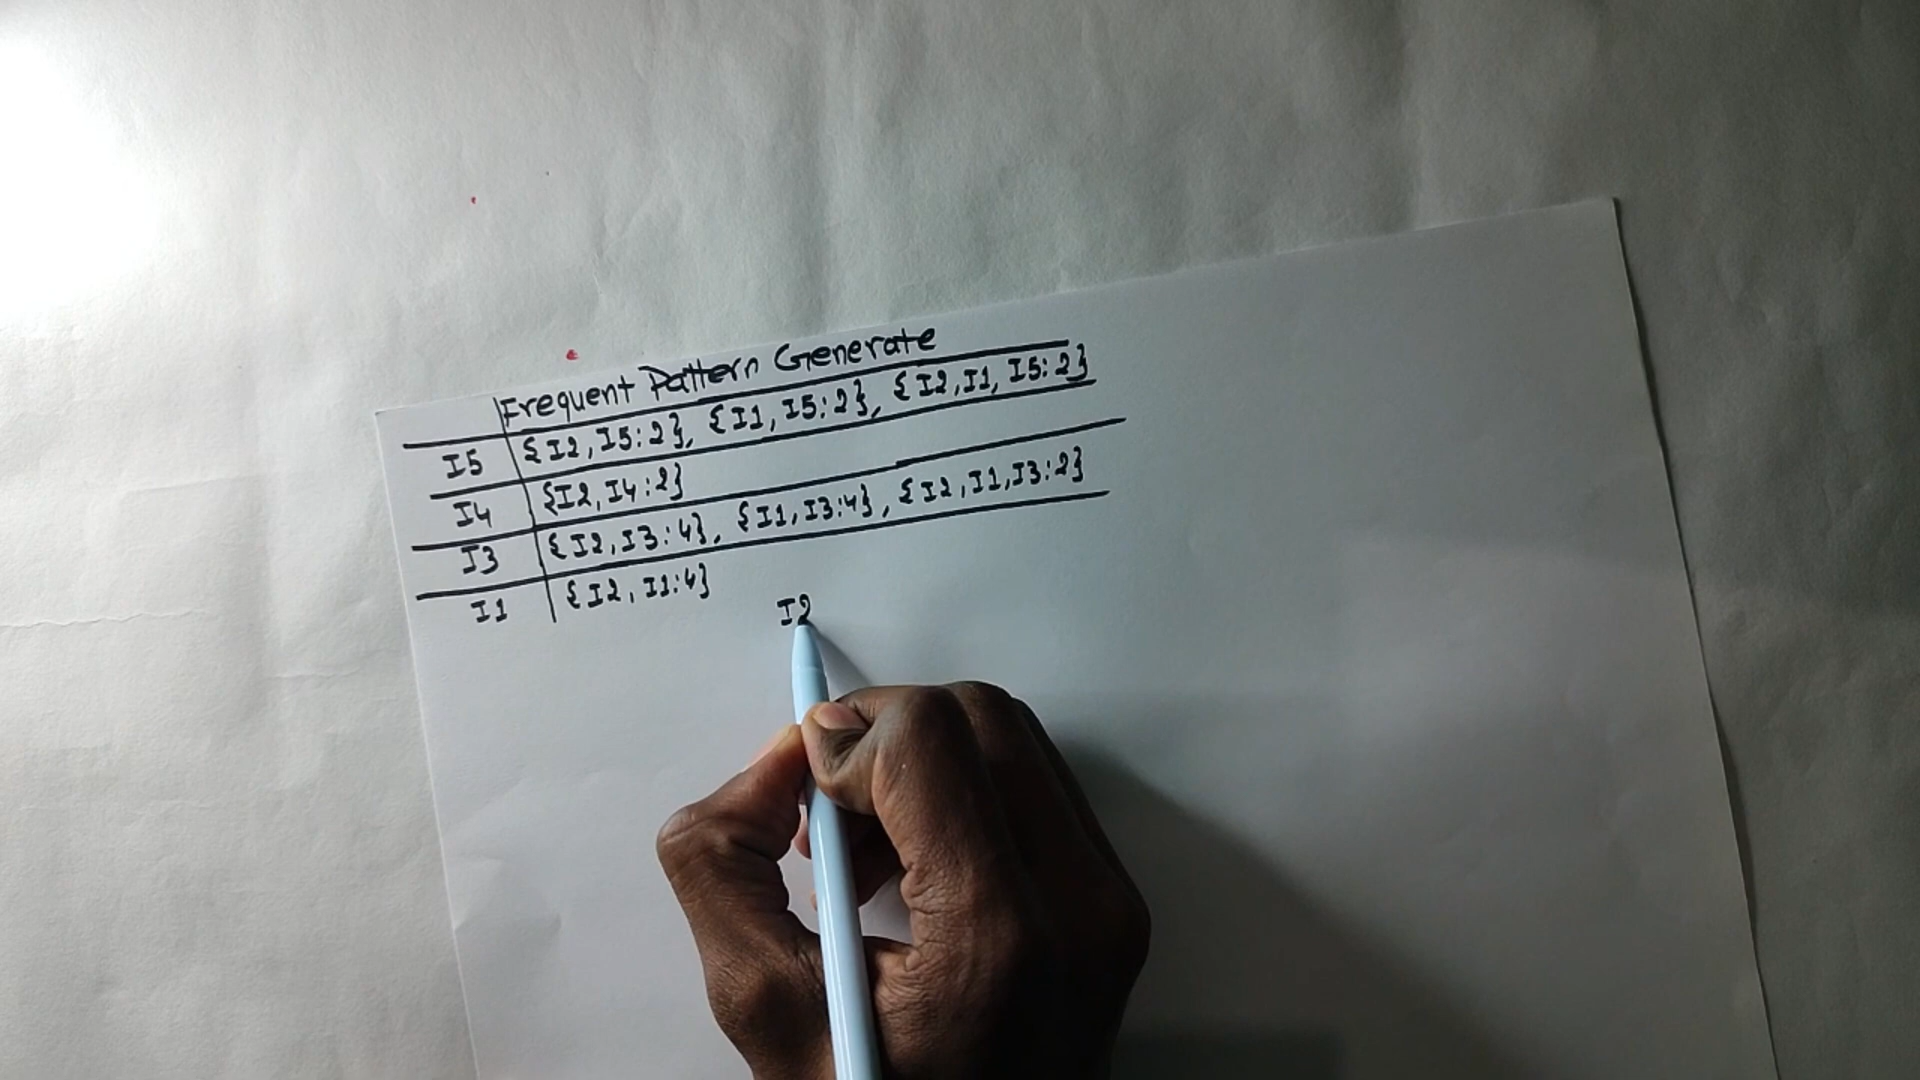 Frequent Pattern Generate
I5 {I2, I5:2}, {I1, I5:2}, {I2, I1, I5:2}
I4 {I2, I4:2}
I3 {I2, I3:4}, {I1, I3:4}, {I2, I1, I3:2}
I1 {I2, I1:4}
I2